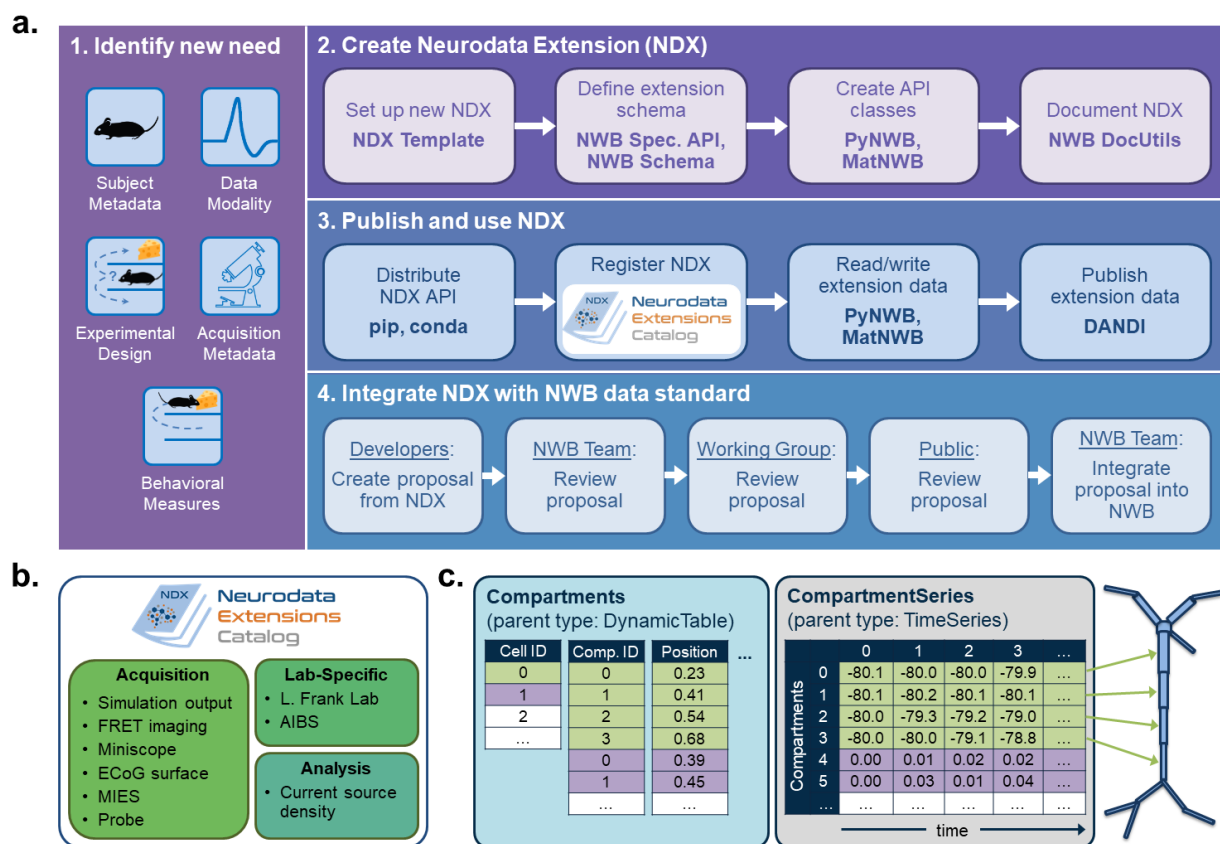 a.
1. Identify new need
Subject
Metadata
Data
Modality
?
Experimental
Design
Acquisition
Metadata
Behavioral
Measures
2. Create Neurodata Extension (NDX)
Set up new NDX
NDX Template
Define extension
schema
NWB Spec. API,
NWB Schema
Create API
classes
PyNWB,
MatNWB
Document NDX
NWB DocUtils
3. Publish and use NDX
Distribute
NDX API
pip, conda
Register NDX
NDX
Neurodata
Extensions
Catalog
Read/write
extension data
PyNWB,
MatNWB
Publish
extension data
DANDI
4. Integrate NDX with NWB data standard
Developers:
Create proposal
from NDX
NWB Team:
Review
proposal
Working Group:
Review
proposal
Public:
Review
proposal
NWB Team:
Integrate
proposal into
NWB
b.
NDX
Neurodata
Extensions
Catalog
Acquisition
• Simulation output
• FRET imaging
• Miniscope
• ECoG surface
• MIES
• Probe
Lab-Specific
• L. Frank Lab
• AIBS
Analysis
• Current source
density
c.
Compartments
(parent type: DynamicTable)
Cell ID
0
1
2
...
Comp. ID Position ...
0 0.23
1 0.41
2 0.54
3 0.68
0 0.39
1 0.45
... ...
CompartmentSeries
(parent type: TimeSeries)
Compartments
0 1 2 3 ...
0 -80.1 -80.0 -80.0 -79.9 ...
1 -80.1 -80.2 -80.1 -80.1 ...
2 -80.0 -79.3 -79.2 -79.0 ...
3 -80.0 -80.0 -79.1 -78.8 ...
4 0.00 0.01 0.02 0.02 ...
5 0.00 0.03 0.01 0.04 ...
... ... ... ... ... ...
time